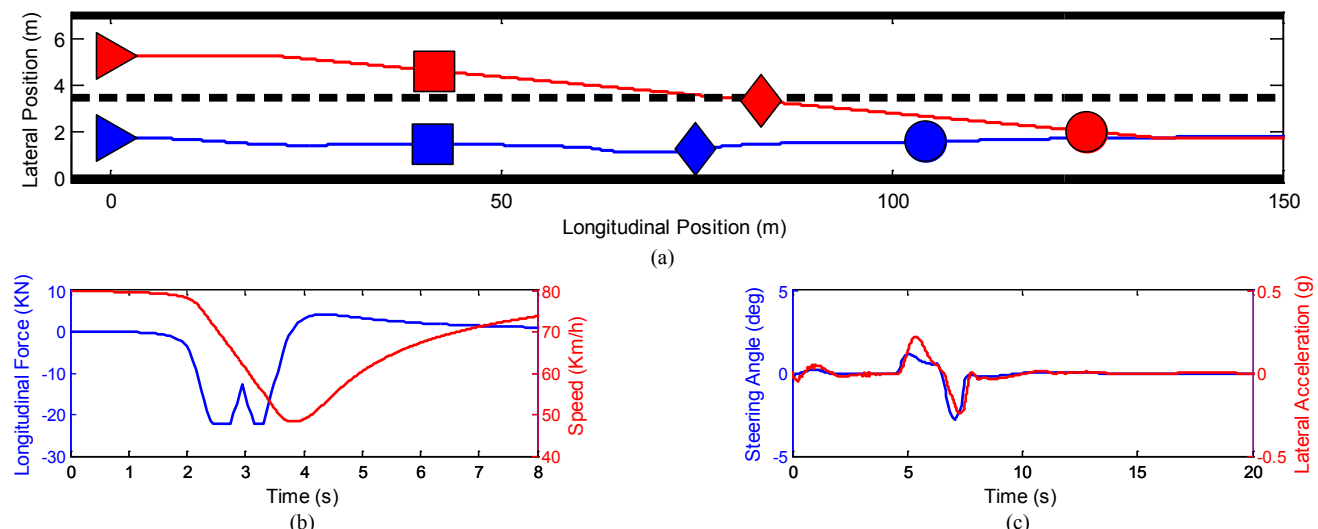 Lateral Position (m)
6
4
2
0
0 50 100 150
Longitudinal Position (m)
(a)
Longitudinal Force (KN)
10
0
-10
-20
-30
80
70
60
50
40
Speed (Km/h)
0 1 2 3 4 5 6 7 8
Time (s)
(b)
Steering Angle (deg)
5
0
-5
0.5
0
-0.5
Lateral Acceleration (g)
0 5 10 15 20
Time (s)
(c)